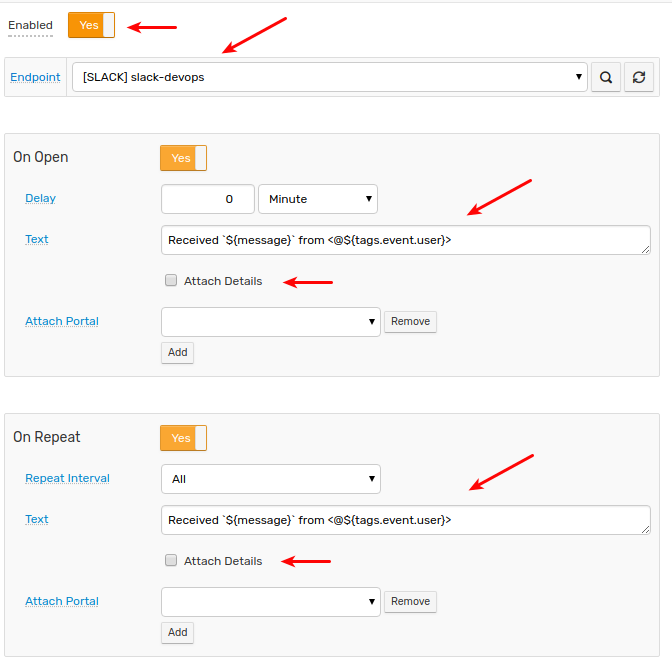 Enabled Yes
Endpoint [SLACK] slack-devops
On Open Yes
Delay 0 Minute
Text Received `${message}` from <@${tags.event.user}>
Attach Details
Attach Portal Remove
Add
On Repeat Yes
Repeat Interval All
Text Received `${message}` from <@${tags.event.user}>
Attach Details
Attach Portal Remove
Add